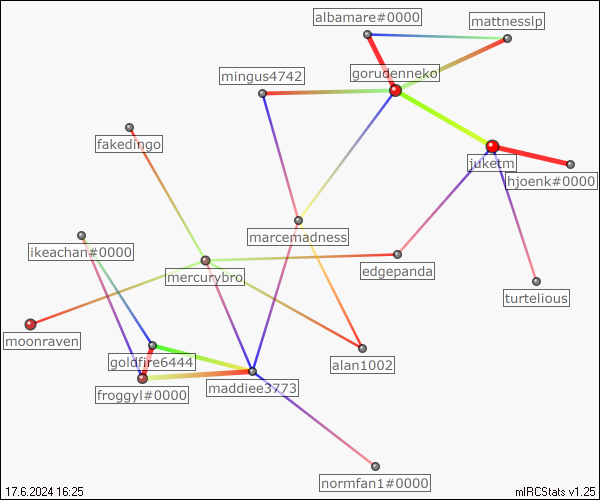 albamare#0000
mattnesslp
gorudenneko
mingus4742
fakedingo
juketm
hjoenk#0000
marcemadness
ikeachan#0000
edgepanda
mercurybro
turtelious
moonraven
goldfire6444
alan1002
maddiee3773
froggyl#0000
normfan1#0000
17.6.2024 16:25
mIRCStats v1.25